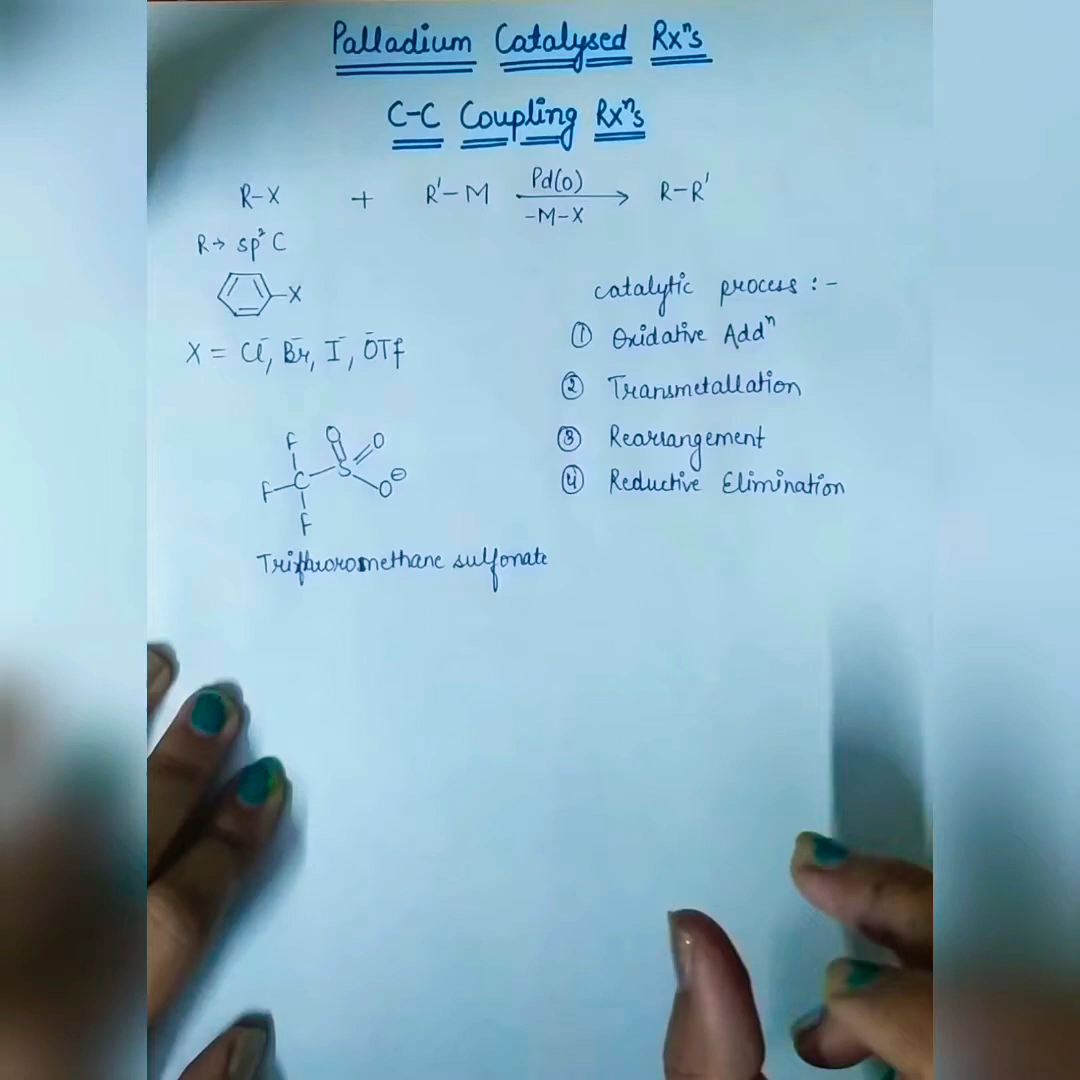 Palladium Catalysed Rxⁿs
C-C Coupling Rxⁿs
R-X + R'-M Pd(0) -M-X R-R'
R→ sp² C
X
X = Cl⁻, Br⁻, I⁻, ŌTf
F O O
F C S O⊖
F
Trifluoromethane sulfonate
catalytic process :-
① Oxidative Addⁿ
② Transmetallation
③ Rearrangement
④ Reductive Elimination